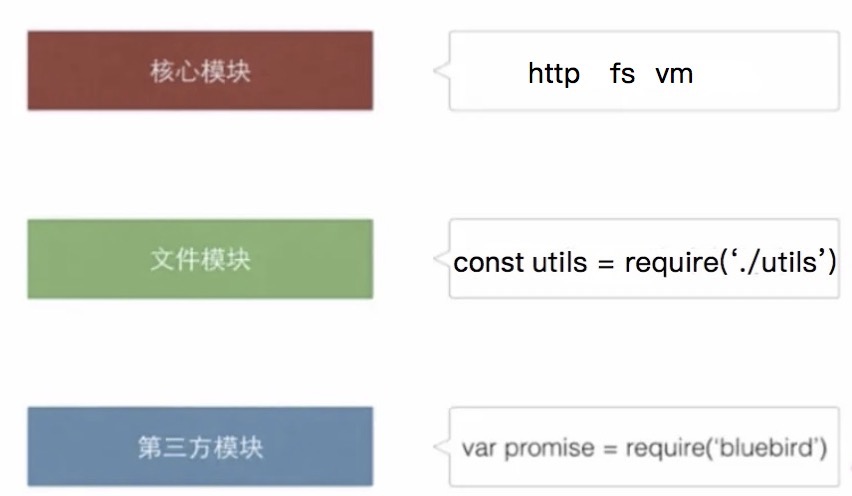 核心模块
http fs vm
文件模块
const utils = require(‘./utils’)
第三方模块
var promise = require(‘bluebird’)